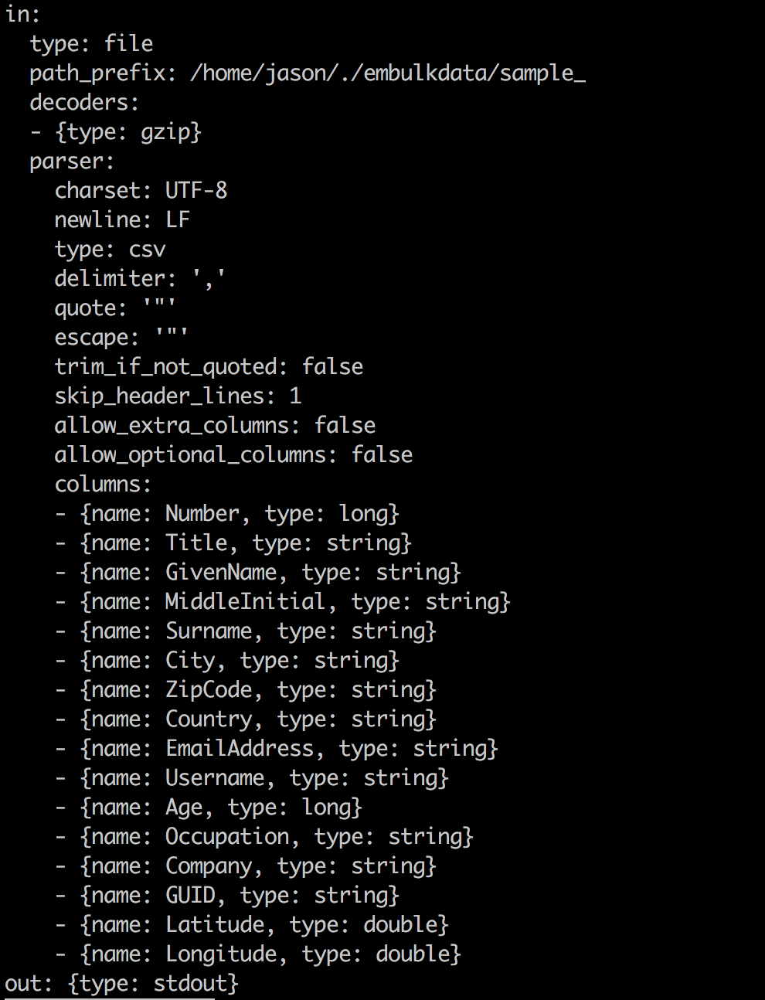 in:
  type: file
  path_prefix: /home/jason/./embulkdata/sample_
  decoders:
  - {type: gzip}
  parser:
    charset: UTF-8
    newline: LF
    type: csv
    delimiter: ','
    quote: '"'
    escape: '"'
    trim_if_not_quoted: false
    skip_header_lines: 1
    allow_extra_columns: false
    allow_optional_columns: false
    columns:
    - {name: Number, type: long}
    - {name: Title, type: string}
    - {name: GivenName, type: string}
    - {name: MiddleInitial, type: string}
    - {name: Surname, type: string}
    - {name: City, type: string}
    - {name: ZipCode, type: string}
    - {name: Country, type: string}
    - {name: EmailAddress, type: string}
    - {name: Username, type: string}
    - {name: Age, type: long}
    - {name: Occupation, type: string}
    - {name: Company, type: string}
    - {name: GUID, type: string}
    - {name: Latitude, type: double}
    - {name: Longitude, type: double}
out: {type: stdout}